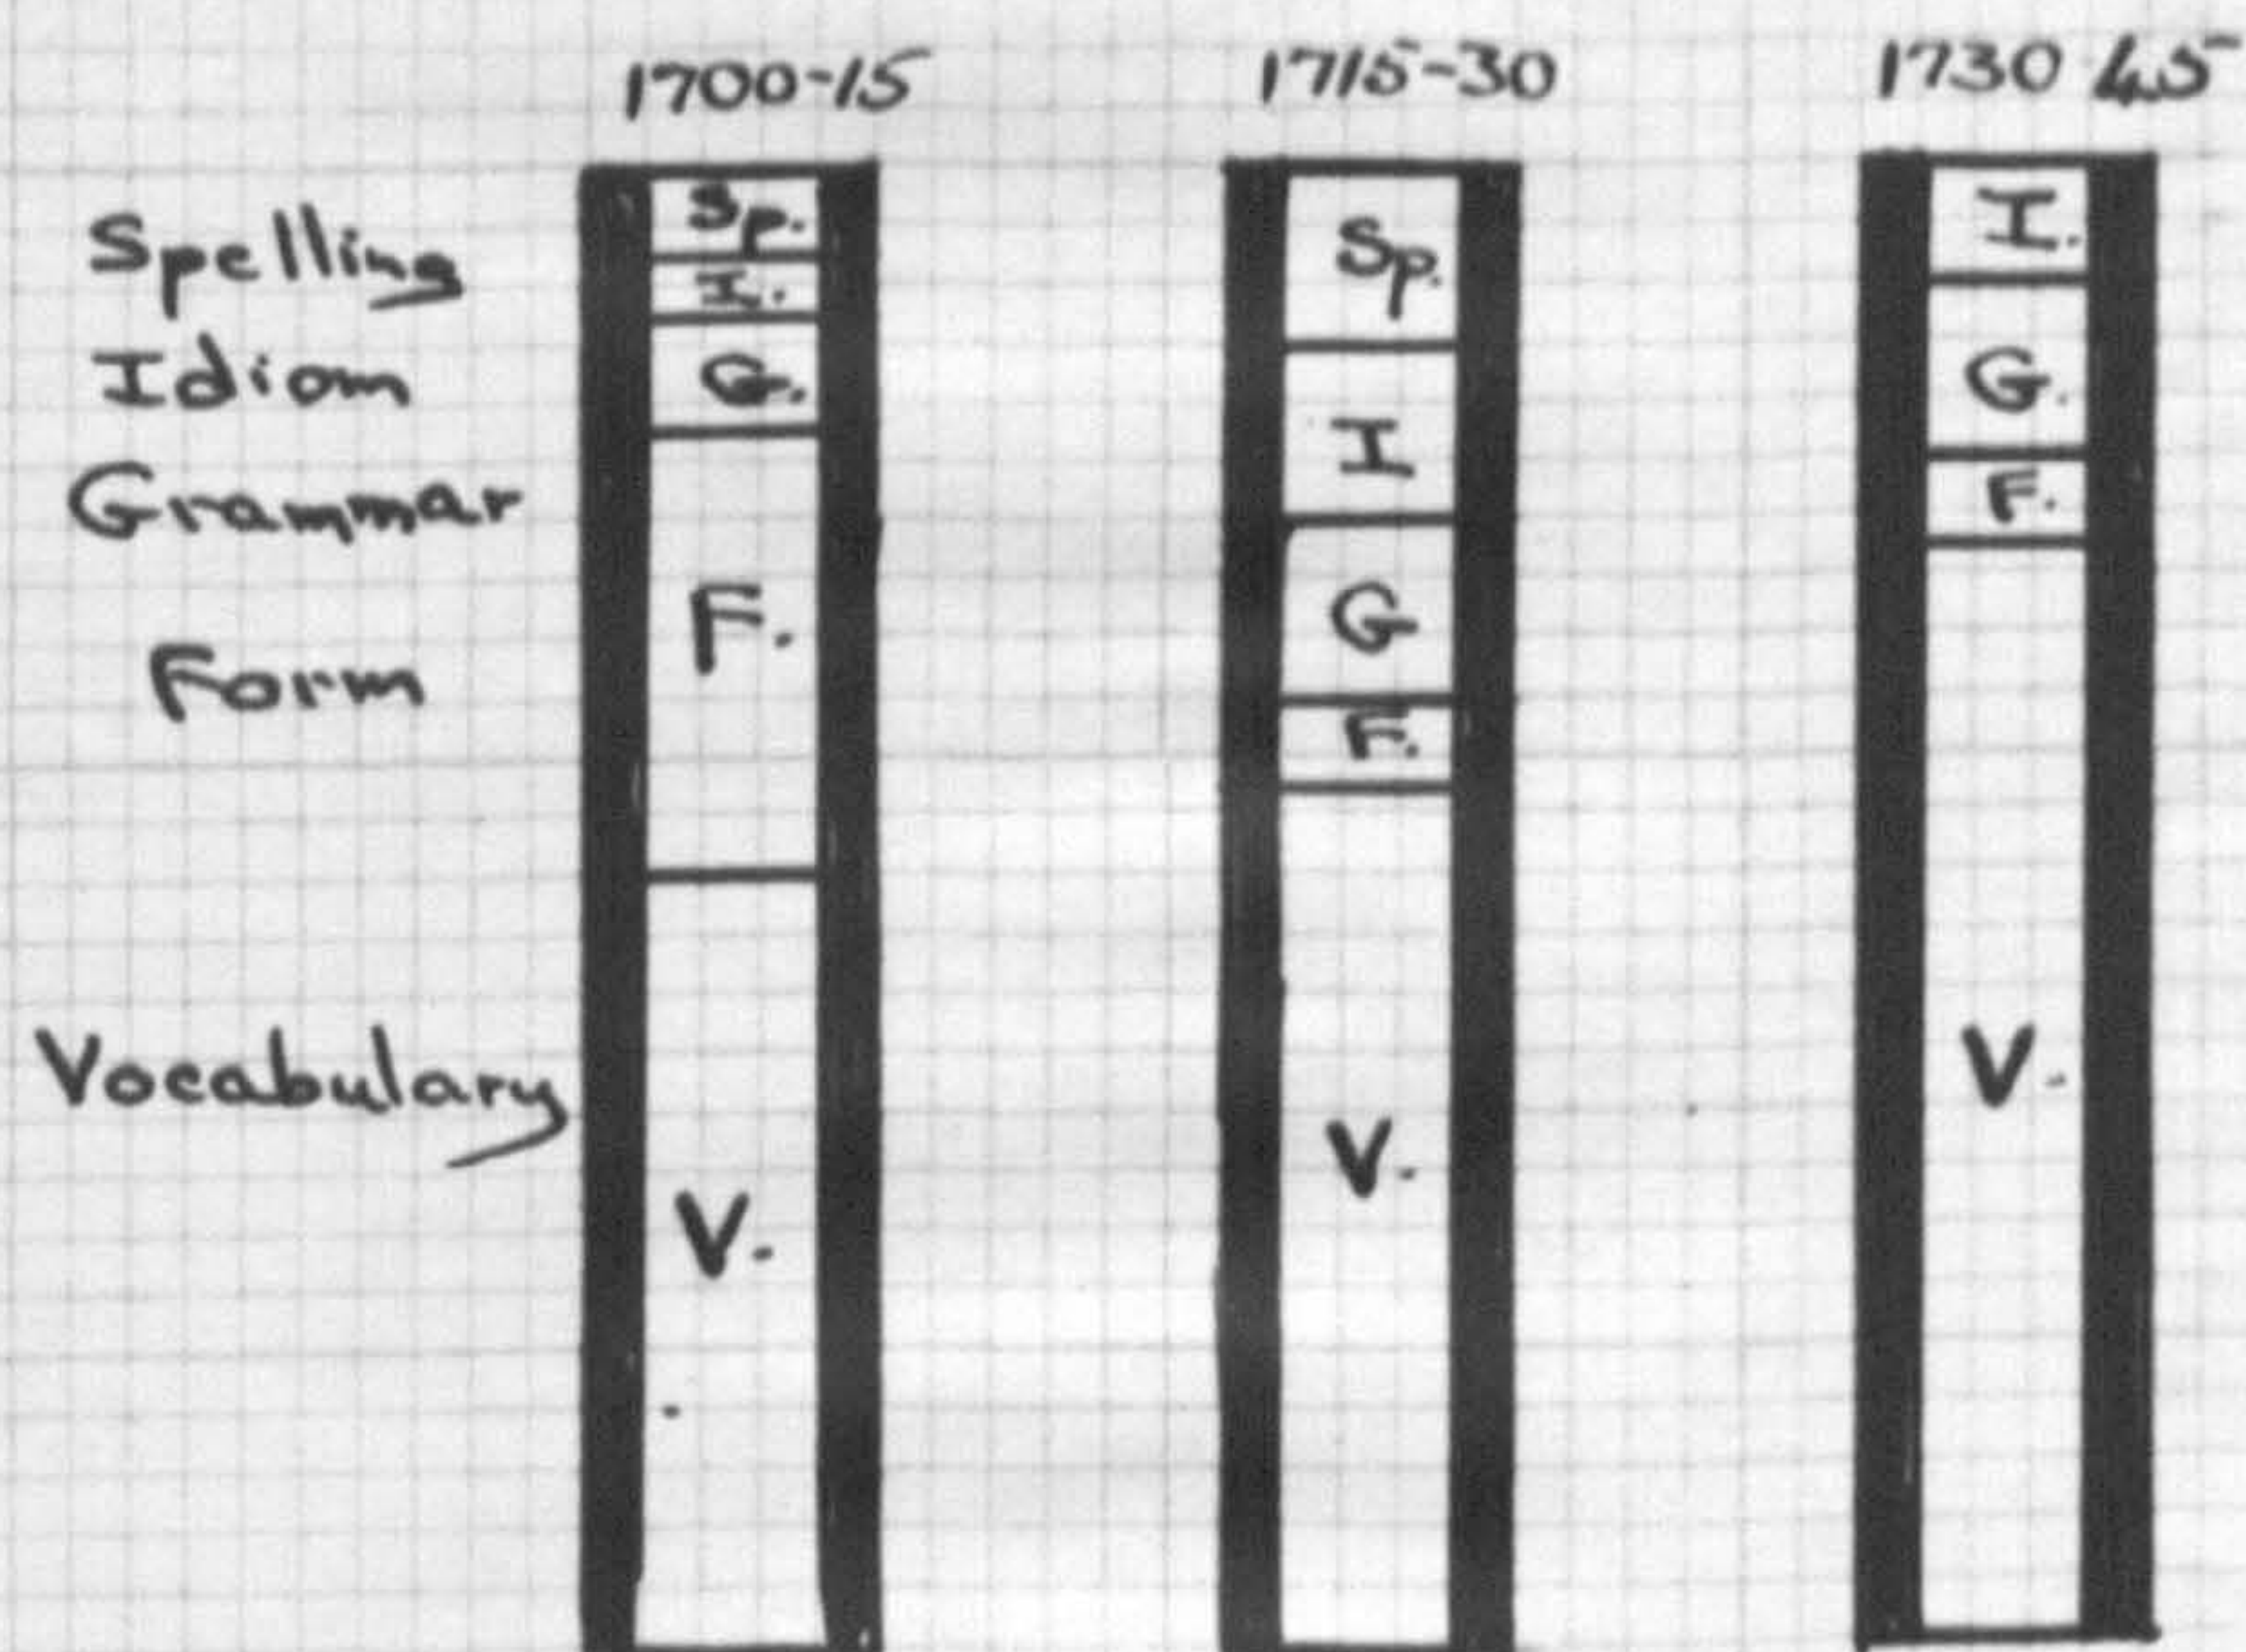 1700-15 1715-30 1730 45
Spelling
Idiom
Grammar
Form
Vocabulary
Sp.
I.
G.
F.
V.
Sp.
I
G
F.
V.
I.
G.
F.
V.